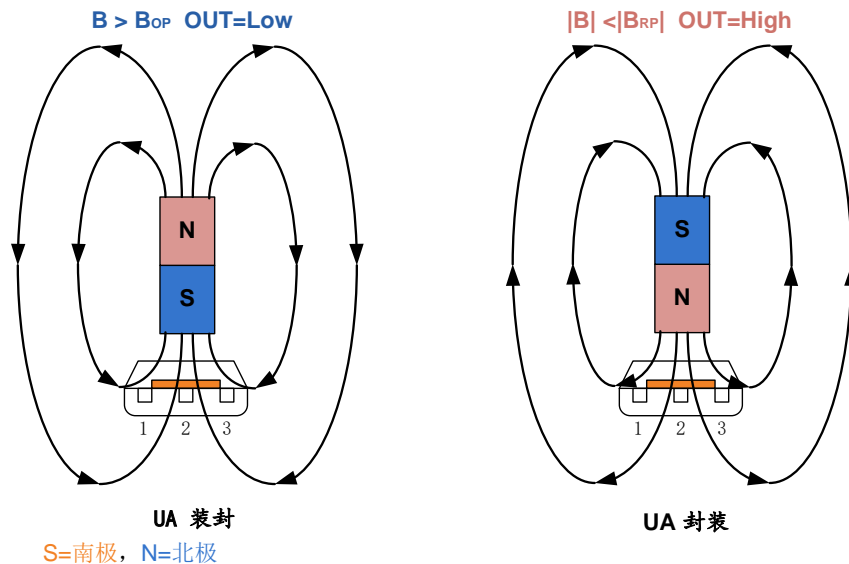 B > BOP OUT=Low
|B| <|BRP| OUT=High
N
S
1 2 3
UA 装封
S
N
1 2 3
UA 封装
S=南极，N=北极